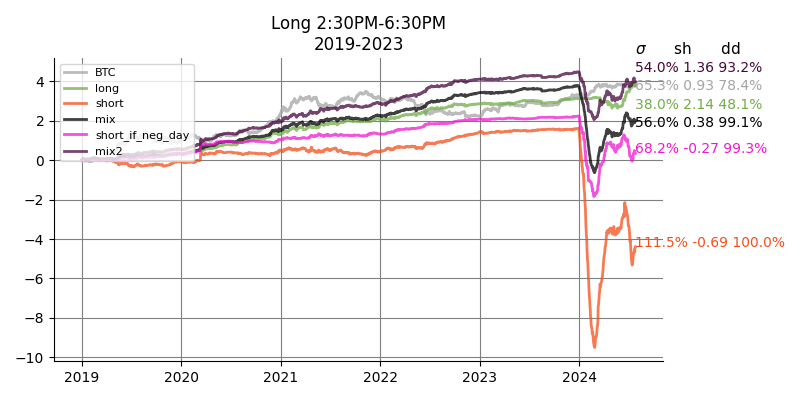 Long 2:30PM-6:30PM
2019-2023
σ sh dd
54.0% 1.36 93.2%
65.3% 0.93 78.4%
38.0% 2.14 48.1%
56.0% 0.38 99.1%
68.2% -0.27 99.3%
111.5% -0.69 100.0%
BTC
long
short
mix
short_if_neg_day
mix2
4
2
0
−2
−4
−6
−8
−10
2019 2020 2021 2022 2023 2024